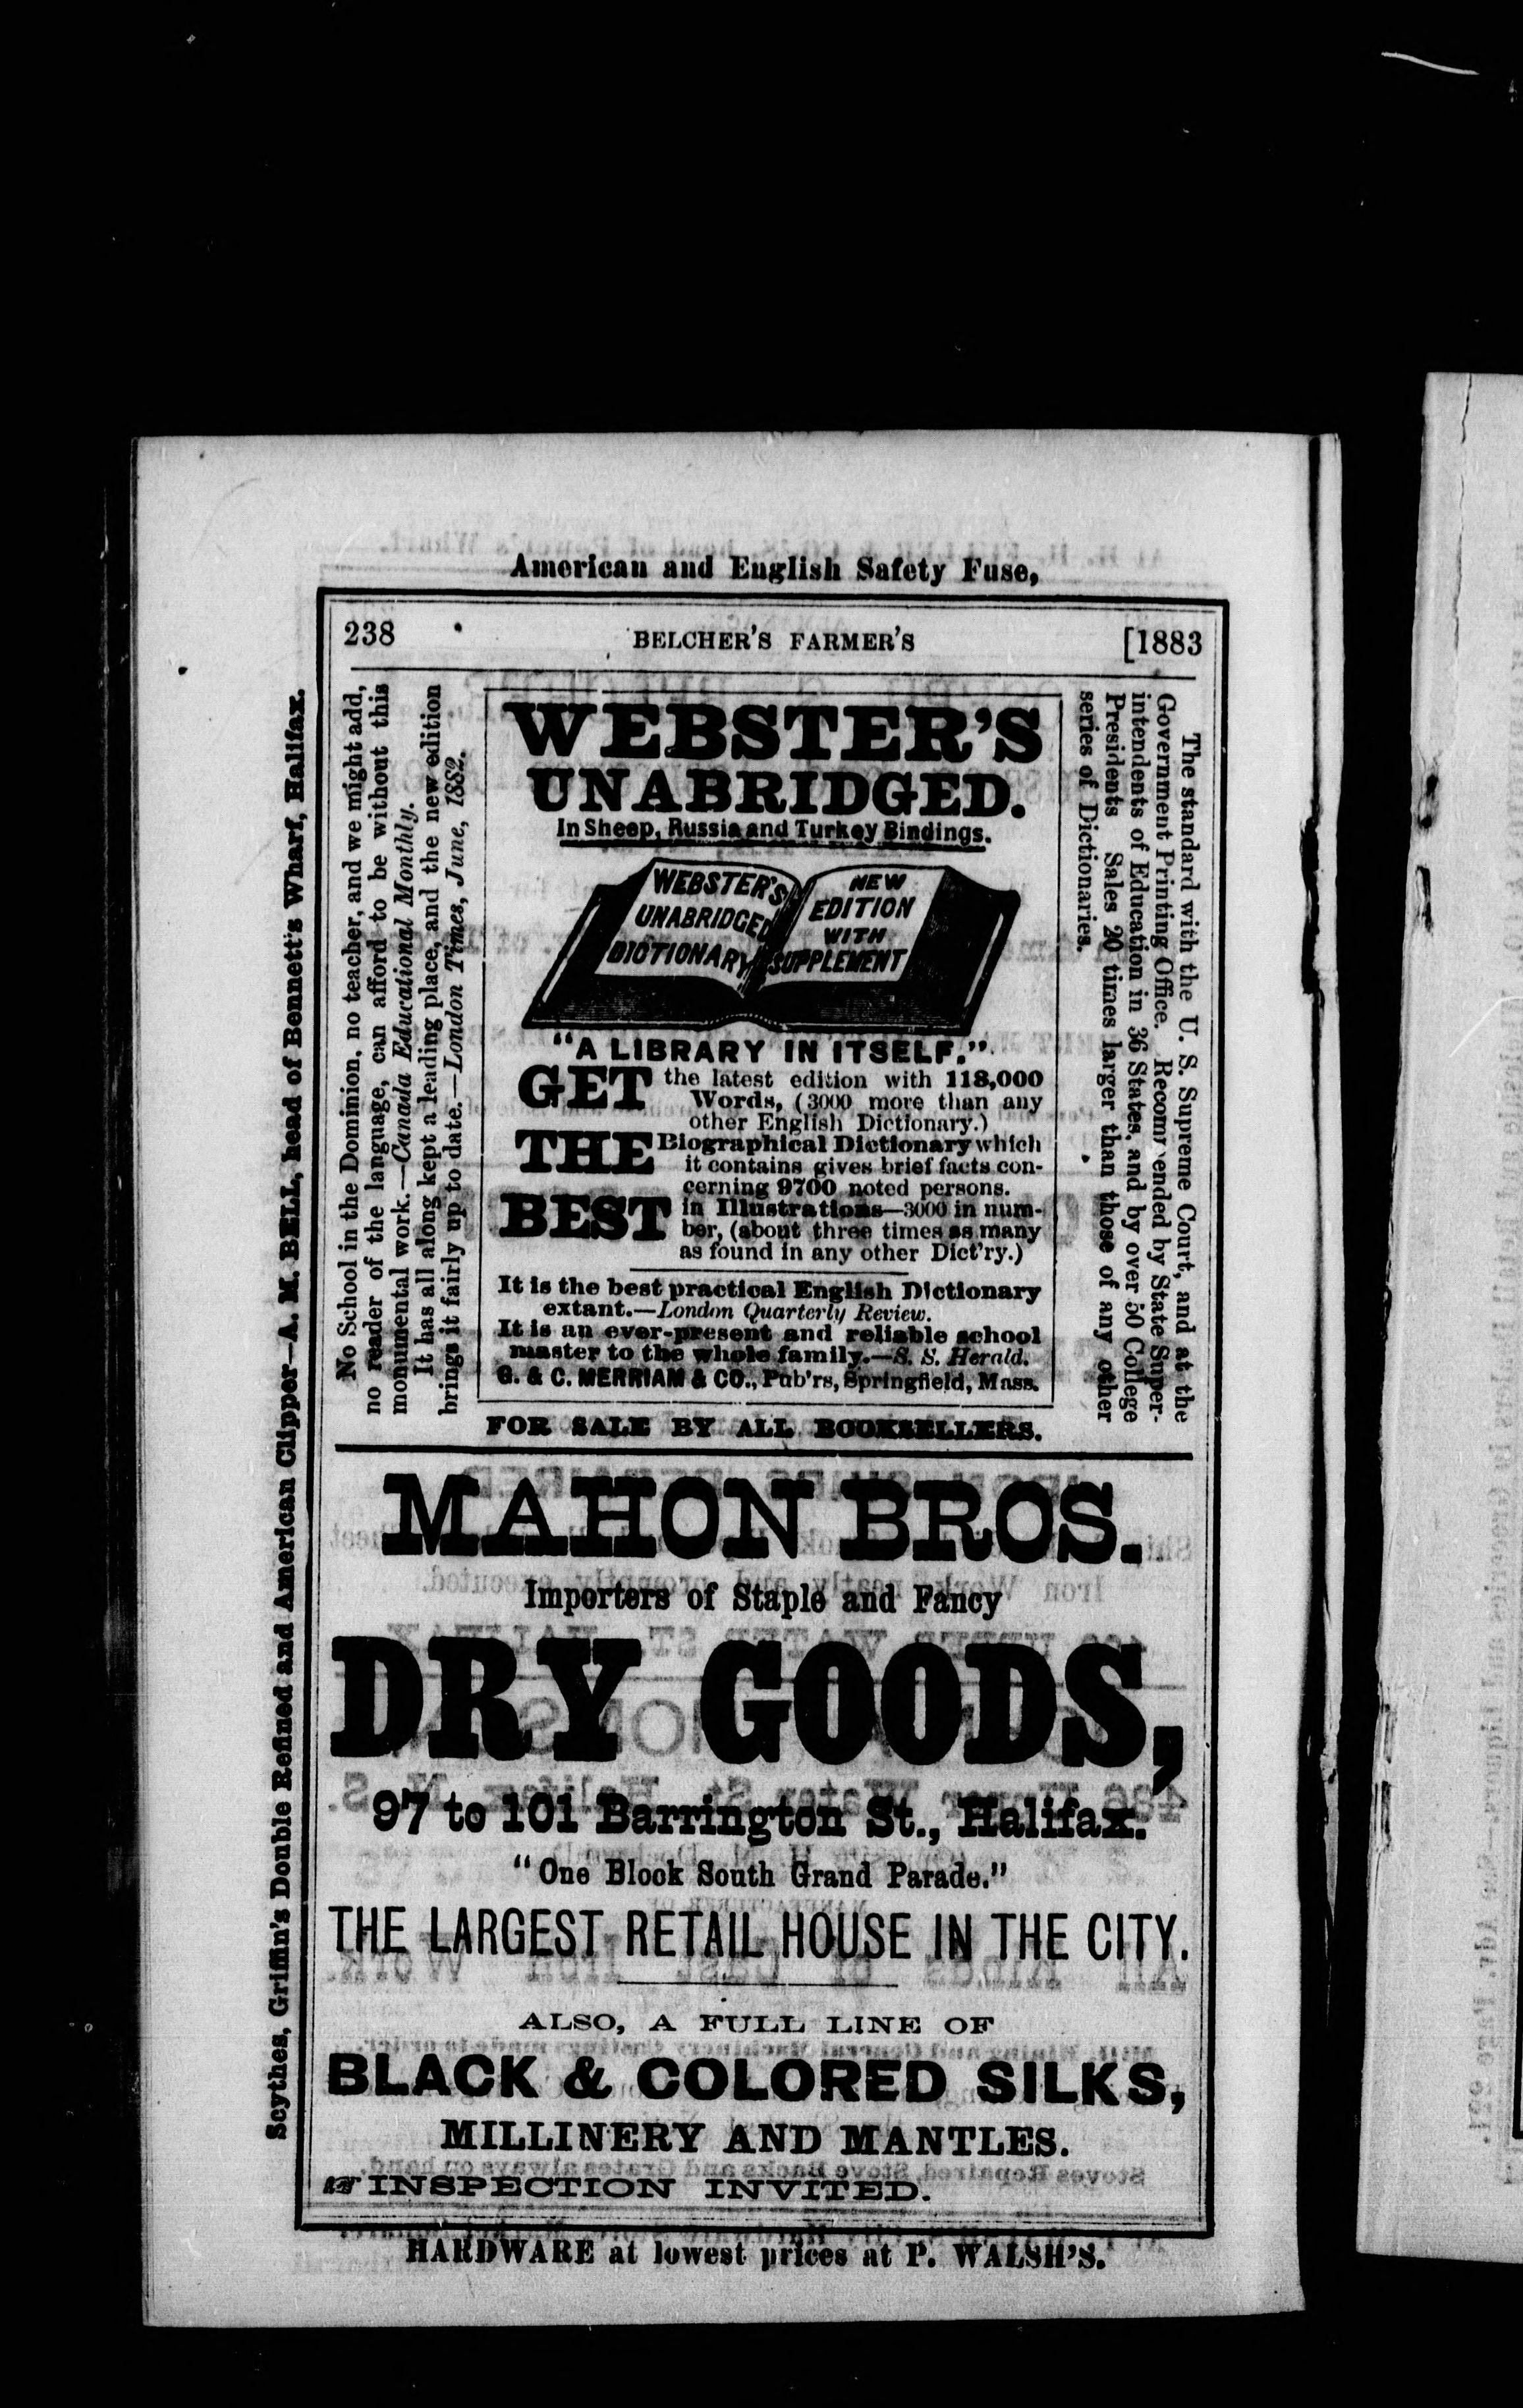 American and English Safety Fuse,
238 BELCHER'S FARMER'S [1883
Scythes, Griffin's Double Refined and American Clipper—A. M. BELL, head of Bennett's Wharf, Halifax.
No School in the Dominion, no teacher, and we might add,
no reader of the language, can afford to be without this
monumental work.—Canada Educational Monthly.
It has all along kept a leading place, and the new edition
brings it fairly up to date.—London Times, June, 1882.
WEBSTER'S
UNABRIDGED.
In Sheep, Russia and Turkey Bindings.
WEBSTER'S
UNABRIDGED
DICTIONARY
NEW
EDITION
WITH
SUPPLEMENT
"A LIBRARY IN ITSELF."
GET the latest edition with 118,000
Words, (3000 more than any
other English Dictionary.)
THE Biographical Dictionary which
it contains gives brief facts con-
cerning 9700 noted persons.
BEST in Illustrations—3000 in num-
ber, (about three times as many
as found in any other Dict'ry.)
It is the best practical English Dictionary
extant.—London Quarterly Review.
It is an ever-present and reliable school
master to the whole family.—S. S. Herald.
G. & C. MERRIAM & CO., Pub'rs, Springfield, Mass.
The standard with the U. S. Supreme Court, and at the
Government Printing Office. Recommended by State Super-
intendents of Education in 36 States, and by over 50 College
Presidents Sales 20 times larger than those of any other
series of Dictionaries.
FOR SALE BY ALL BOOKSELLERS.
MAHON BROS.
Importers of Staple and Fancy
DRY GOODS,
97 to 101 Barrington St., Halifax.
"One Block South Grand Parade."
THE LARGEST RETAIL HOUSE IN THE CITY.
ALSO, A FULL LINE OF
BLACK & COLORED SILKS,
MILLINERY AND MANTLES.
☞ INSPECTION INVITED.
HARDWARE at lowest prices at P. WALSH'S.